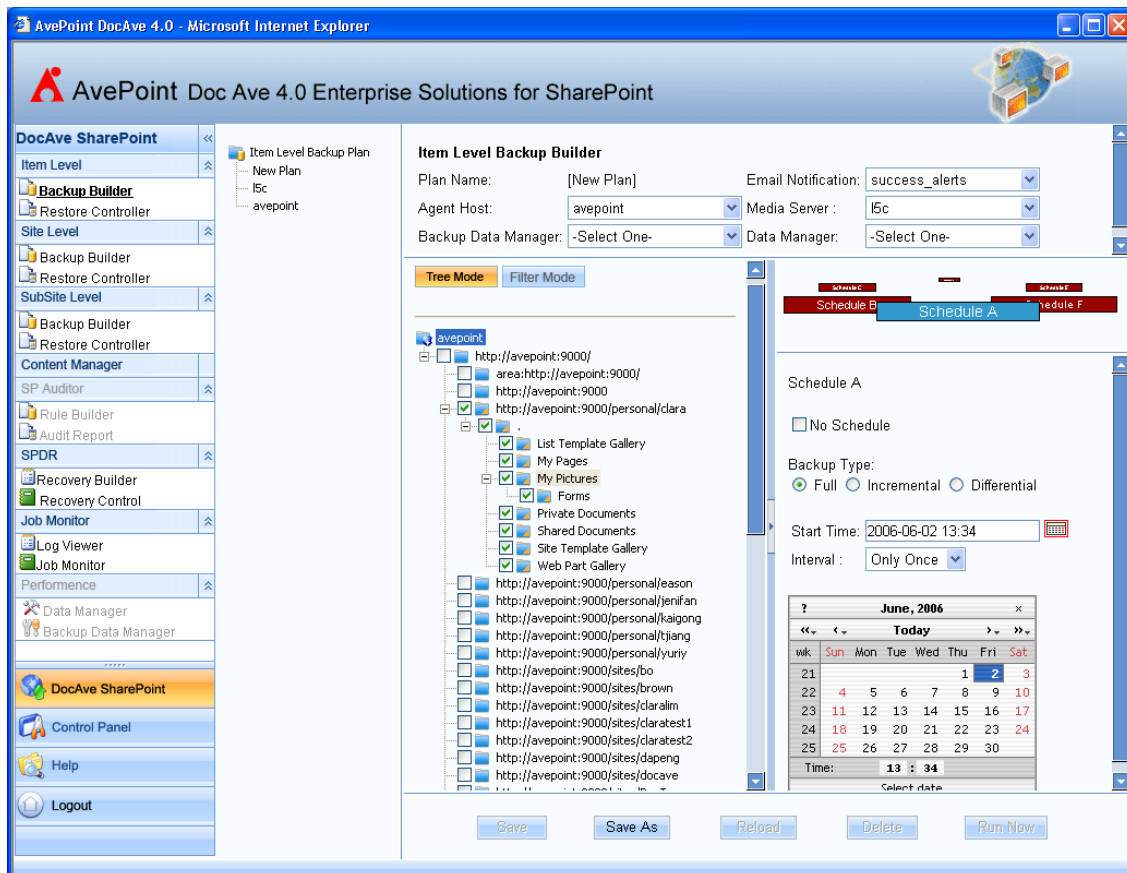 AvePoint DocAve 4.0 - Microsoft Internet Explorer
AvePoint Doc Ave 4.0 Enterprise Solutions for SharePoint
DocAve SharePoint
Item Level
Backup Builder
Restore Controller
Site Level
Backup Builder
Restore Controller
SubSite Level
Backup Builder
Restore Controller
Content Manager
SP Auditor
Rule Builder
Audit Report
SPDR
Recovery Builder
Recovery Control
Job Monitor
Log Viewer
Job Monitor
Performence
Data Manager
Backup Data Manager
DocAve SharePoint
Control Panel
Help
Logout
Item Level Backup Plan
New Plan
l5c
avepoint
Item Level Backup Builder
Plan Name: [New Plan] Email Notification: success_alerts
Agent Host: avepoint Media Server : l5c
Backup Data Manager: -Select One- Data Manager: -Select One-
Tree Mode Filter Mode
avepoint
http://avepoint:9000/
area:http://avepoint:9000/
http://avepoint:9000
http://avepoint:9000/personal/clara
.
List Template Gallery
My Pages
My Pictures
Forms
Private Documents
Shared Documents
Site Template Gallery
Web Part Gallery
http://avepoint:9000/personal/eason
http://avepoint:9000/personal/jenifan
http://avepoint:9000/personal/kaigong
http://avepoint:9000/personal/tjiang
http://avepoint:9000/personal/yuriy
http://avepoint:9000/sites/bo
http://avepoint:9000/sites/brown
http://avepoint:9000/sites/claralim
http://avepoint:9000/sites/claratest1
http://avepoint:9000/sites/claratest2
http://avepoint:9000/sites/dapeng
http://avepoint:9000/sites/docave
Schedule C Schedule E
Schedule B Schedule A Schedule F
Schedule A
No Schedule
Backup Type:
Full Incremental Differential
Start Time: 2006-06-02 13:34
Interval : Only Once
? June, 2006 ×
« ‹ Today › »
wk Sun Mon Tue Wed Thu Fri Sat
21 1 2 3
22 4 5 6 7 8 9 10
23 11 12 13 14 15 16 17
24 18 19 20 21 22 23 24
25 25 26 27 28 29 30
Time: 13 : 34
Select date
Save Save As Reload Delete Run Now